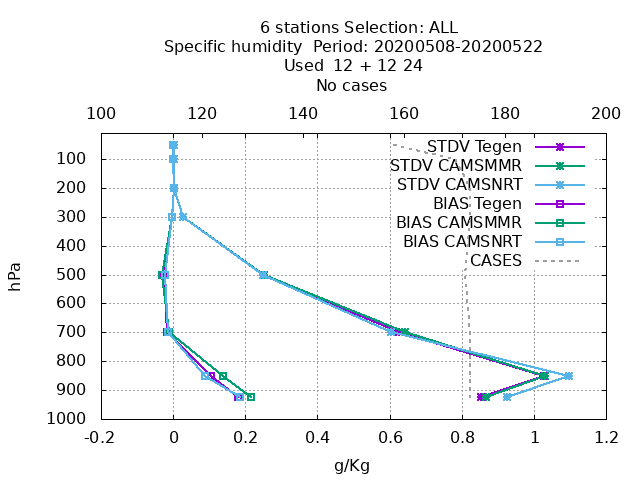 6 stations Selection: ALL
Specific humidity  Period: 20200508-20200522
Used  12 + 12 24
No cases
100 120 140 160 180 200
STDV Tegen
STDV CAMSMMR
STDV CAMSNRT
BIAS Tegen
BIAS CAMSMMR
BIAS CAMSNRT
CASES
hPa
100
200
300
400
500
600
700
800
900
1000
-0.2 0 0.2 0.4 0.6 0.8 1 1.2
g/Kg